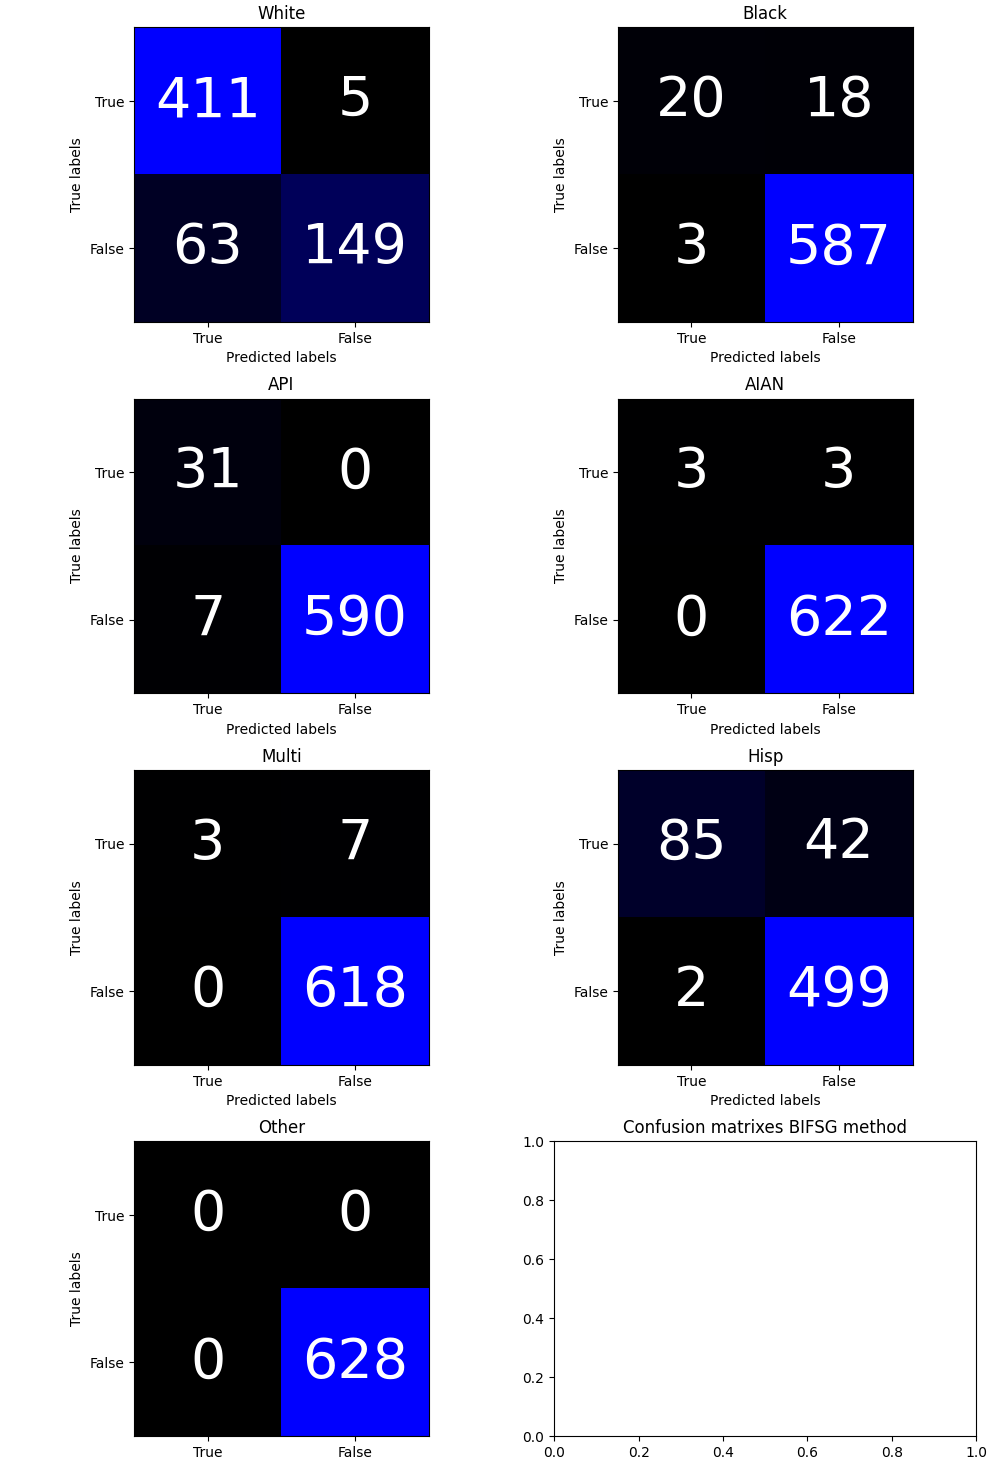 White
True
411
5
True labels
False
63
149
True
False
Predicted labels
Black
True
20
18
True labels
False
3
587
True
False
Predicted labels
API
True
31
0
True labels
False
7
590
True
False
Predicted labels
AIAN
True
3
3
True labels
False
0
622
True
False
Predicted labels
Multi
True
3
7
True labels
False
0
618
True
False
Predicted labels
Hisp
True
85
42
True labels
False
2
499
True
False
Predicted labels
Other
True
0
0
True labels
False
0
628
True
False
Confusion matrixes BIFSG method
1.0
0.8
0.6
0.4
0.2
0.0
0.0
0.2
0.4
0.6
0.8
1.0